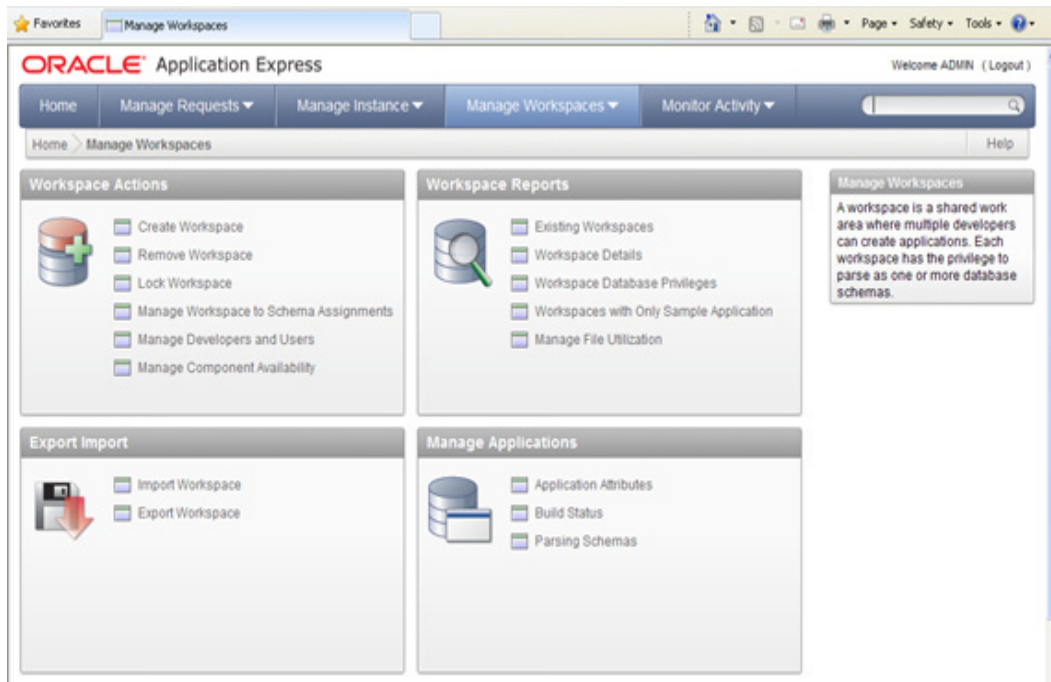 Favorites
Manage Workspaces
Page
Safety
Tools
ORACLE Application Express
Welcome ADMIN ( Logout )
Home
Manage Requests
Manage Instance
Manage Workspaces
Monitor Activity
Home
Manage Workspaces
Help
Workspace Actions
Create Workspace
Remove Workspace
Lock Workspace
Manage Workspace to Schema Assignments
Manage Developers and Users
Manage Component Availability
Workspace Reports
Existing Workspaces
Workspace Details
Workspace Database Privileges
Workspaces with Only Sample Application
Manage File Utilization
Manage Workspaces
A workspace is a shared work
area where multiple developers
can create applications. Each
workspace has the privilege to
parse as one or more database
schemas.
Export Import
Import Workspace
Export Workspace
Manage Applications
Application Attributes
Build Status
Parsing Schemas